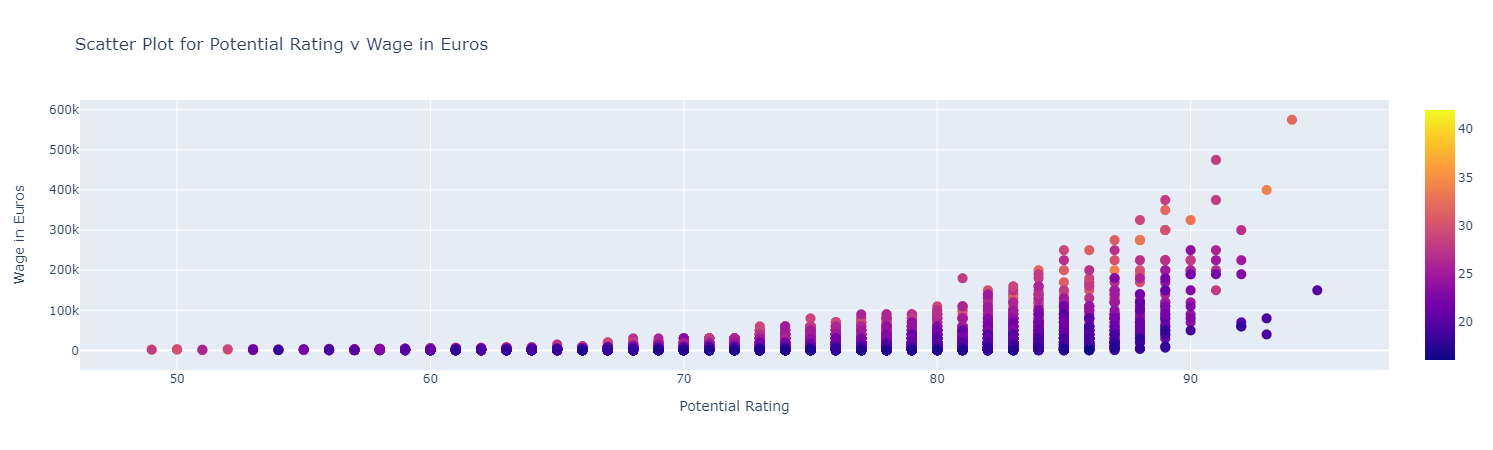 Scatter Plot for Potential Rating v Wage in Euros
600k
500k
400k
300k
200k
100k
0
Wage in Euros
50 60 70 80 90
Potential Rating
40
35
30
25
20